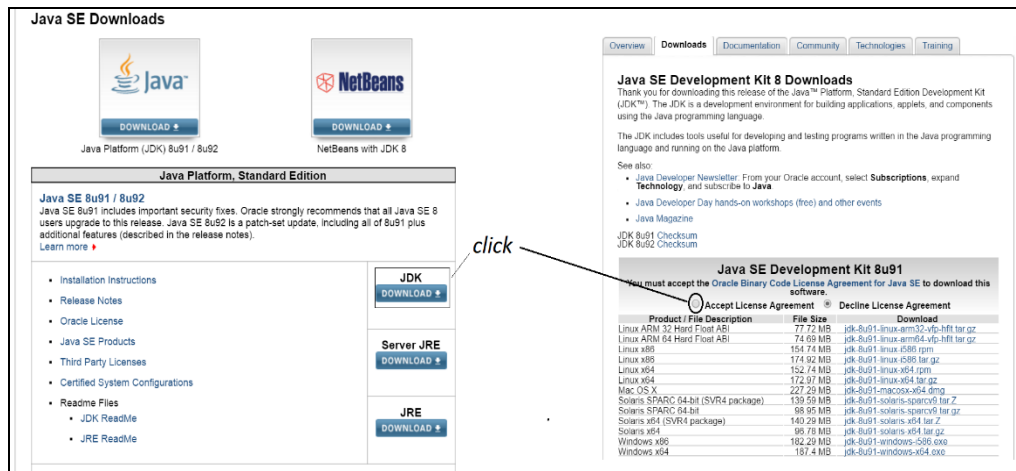 Java SE Downloads
Java™
DOWNLOAD
Java Platform (JDK) 8u91 / 8u92
NetBeans
DOWNLOAD
NetBeans with JDK 8
Java Platform, Standard Edition
Java SE 8u91 / 8u92
Java SE 8u91 includes important security fixes. Oracle strongly recommends that all Java SE 8
users upgrade to this release. Java SE 8u92 is a patch-set update, including all of 8u91 plus
additional features (described in the release notes).
Learn more
Installation Instructions
Release Notes
Oracle License
Java SE Products
Third Party Licenses
Certified System Configurations
Readme Files
JDK ReadMe
JRE ReadMe
JDK
DOWNLOAD
Server JRE
DOWNLOAD
JRE
DOWNLOAD
click
Overview Downloads Documentation Community Technologies Training
Java SE Development Kit 8 Downloads
Thank you for downloading this release of the Java™ Platform, Standard Edition Development Kit
(JDK™). The JDK is a development environment for building applications, applets, and components
using the Java programming language.
The JDK includes tools useful for developing and testing programs written in the Java programming
language and running on the Java platform.
See also:
Java Developer Newsletter: From your Oracle account, select Subscriptions, expand
Technology, and subscribe to Java.
Java Developer Day hands-on workshops (free) and other events
Java Magazine
JDK 8u91 Checksum
JDK 8u92 Checksum
Java SE Development Kit 8u91
You must accept the Oracle Binary Code License Agreement for Java SE to download this
software.
Accept License Agreement Decline License Agreement
Product / File Description File Size Download
Linux ARM 32 Hard Float ABI 77.72 MB jdk-8u91-linux-arm32-vfp-hflt.tar.gz
Linux ARM 64 Hard Float ABI 74.69 MB jdk-8u91-linux-arm64-vfp-hflt.tar.gz
Linux x86 154.74 MB jdk-8u91-linux-i586.rpm
Linux x86 174.92 MB jdk-8u91-linux-i586.tar.gz
Linux x64 152.74 MB jdk-8u91-linux-x64.rpm
Linux x64 172.97 MB jdk-8u91-linux-x64.tar.gz
Mac OS X 227.29 MB jdk-8u91-macosx-x64.dmg
Solaris SPARC 64-bit (SVR4 package) 139.59 MB jdk-8u91-solaris-sparcv9.tar.Z
Solaris SPARC 64-bit 98.95 MB jdk-8u91-solaris-sparcv9.tar.gz
Solaris x64 (SVR4 package) 140.29 MB jdk-8u91-solaris-x64.tar.Z
Solaris x64 96.78 MB jdk-8u91-solaris-x64.tar.gz
Windows x86 182.29 MB jdk-8u91-windows-i586.exe
Windows x64 187.4 MB jdk-8u91-windows-x64.exe